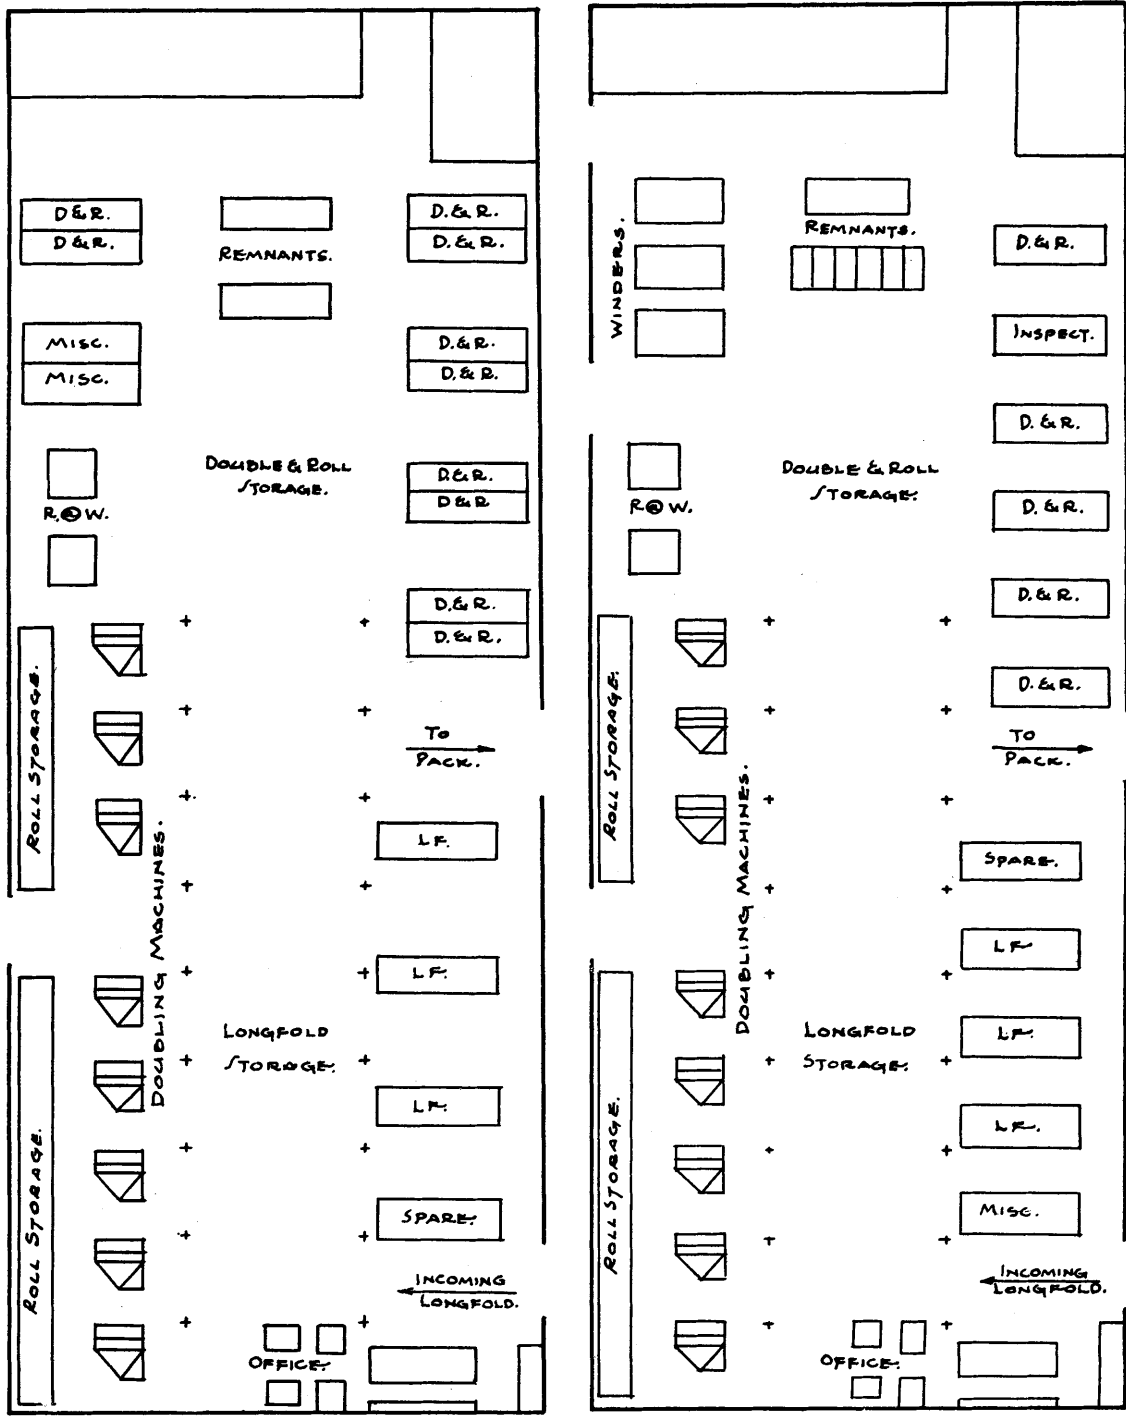 D&R.
D&R.
REMNANTS.
D.&R.
D.&R.
MISC.
MISC.
D.&R.
D.&R.
DOUBLE & ROLL
STORAGE.
D.&R.
D&R
R.@W.
D.&R.
D.&R.
ROLL STORAGE.
TO
PACK.
DOUBLING MACHINES.
LF.
LF.
LONGFOLD
STORAGE.
LF.
ROLL STORAGE.
SPARE.
INCOMING
LONGFOLD.
OFFICE.
WINDERS.
REMNANTS.
D.&R.
INSPECT.
D.&R.
DOUBLE & ROLL
STORAGE.
R@W.
D.&R.
D.&R.
D.&R.
ROLL STORAGE.
TO
PACK.
DOUBLING MACHINES.
SPARE.
LF
LF.
LONGFOLD
STORAGE.
LF.
ROLL STORAGE.
MISC.
INCOMING
LONGFOLD.
OFFICE.